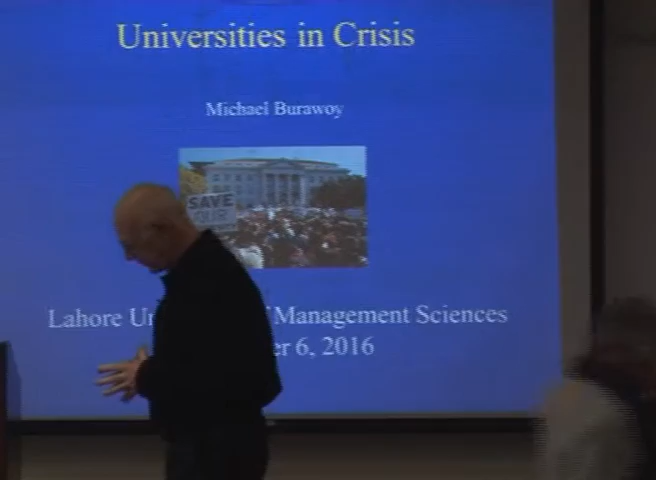 Universities in Crisis
Michael Burawoy
SAVE
OUR
Lahore Management Sciences
6, 2016